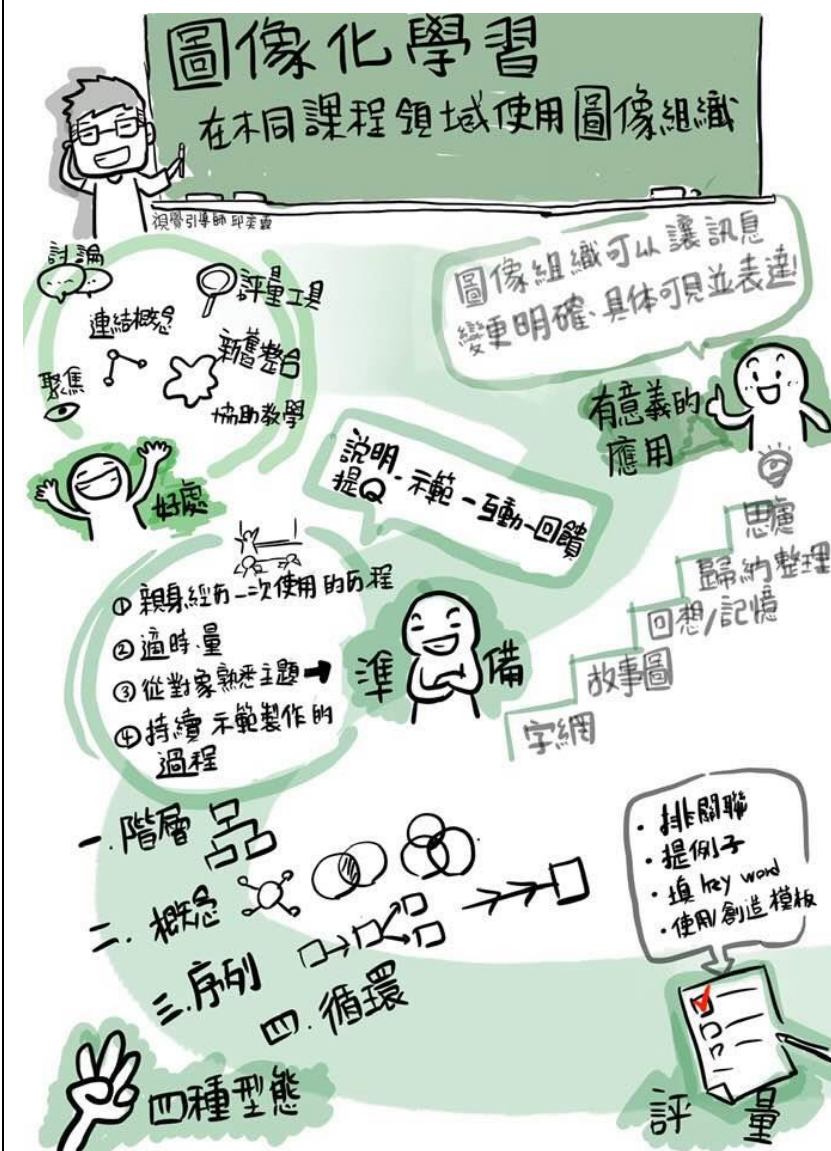 圖像化學習
在不同課程領域使用圖像組織
視覺引導師 邱奕霖
討論
評量工具
連結概念
新舊整合
聚焦
協助教學
好處
圖像組織可以讓訊息
變更明確、具体可見並表達!
有意義的
應用
思慮
歸納整理
回想/記憶
故事圖
字網
說明-示範-互動-回饋
提Q
①親身經历一次使用的历程
②適時.量
③從對象熟悉主題
④持續示範製作的
過程
準備
一.階層
二.概念
三.序列
四.循環
四種型態
・排關聯
・提例子
・填 key word
・使用/創造模板
評量